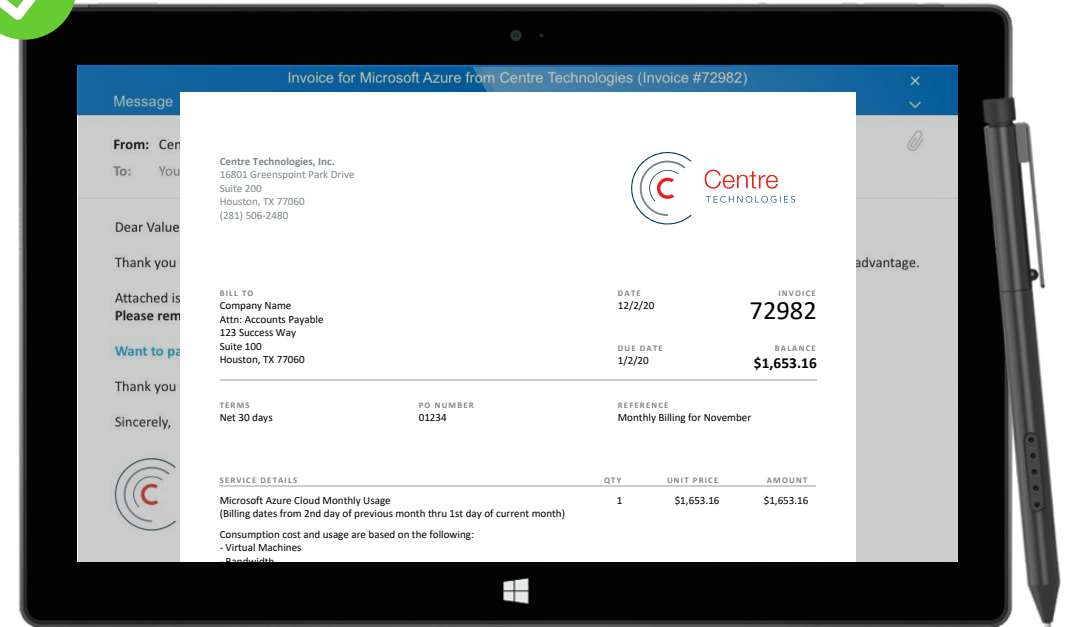 Invoice for Microsoft Azure from Centre Technologies (Invoice #72982)
Message
From: Cen
To: You
Dear Value
Thank you
advantage.
Attached is
Please rem
Want to pa
Thank you
Sincerely,
C
Centre Technologies, Inc.
16801 Greenspoint Park Drive
Suite 200
Houston, TX 77060
(281) 506-2480
C Centre
TECHNOLOGIES
BILL TO
Company Name
Attn: Accounts Payable
123 Success Way
Suite 100
Houston, TX 77060
DATE
12/2/20
INVOICE
72982
DUE DATE
1/2/20
BALANCE
$1,653.16
TERMS
Net 30 days
PO NUMBER
01234
REFERENCE
Monthly Billing for November
SERVICE DETAILS QTY UNIT PRICE AMOUNT
Microsoft Azure Cloud Monthly Usage 1 $1,653.16 $1,653.16
(Billing dates from 2nd day of previous month thru 1st day of current month)
Consumption cost and usage are based on the following:
- Virtual Machines
- Bandwidth